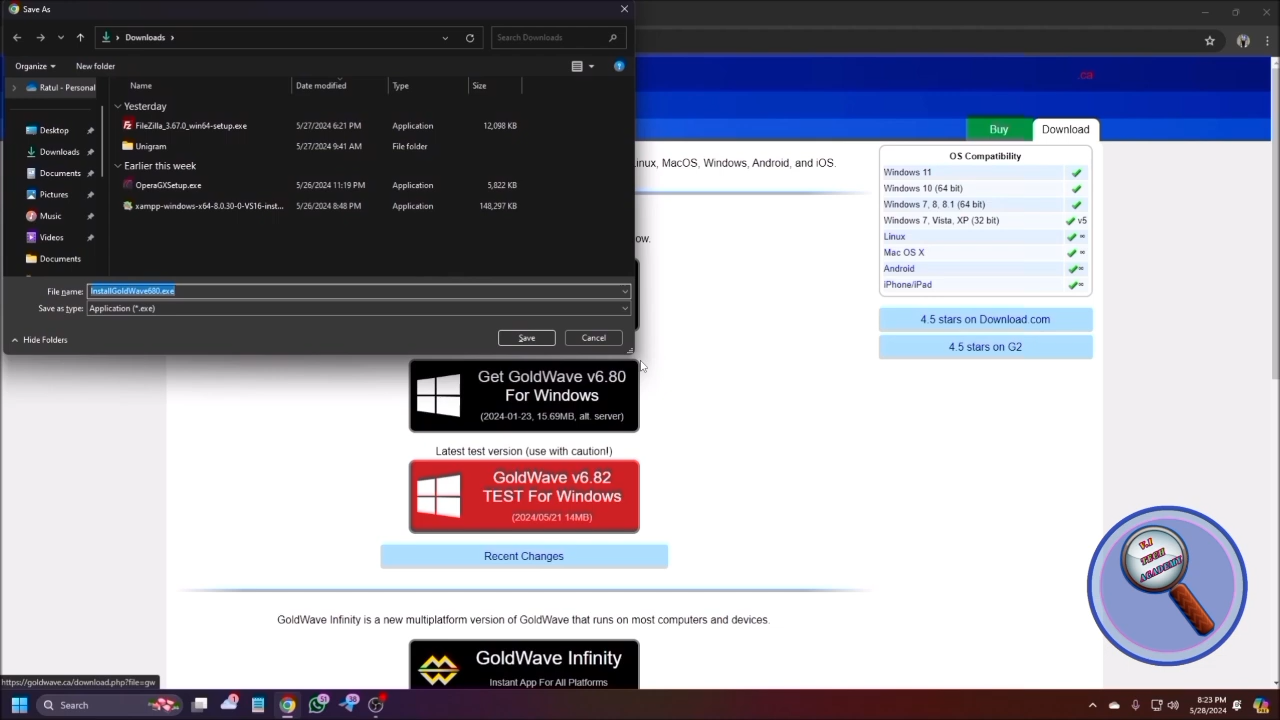 Save As
Downloads
Search Downloads
Organize
New folder
Ratul - Personal
Desktop
Downloads
Documents
Pictures
Music
Videos
Documents
Name
Date modified
Type
Size
Yesterday
FileZilla_3.67.0_win64-setup.exe
5/27/2024 6:21 PM
Application
12,098 KB
Unigram
5/27/2024 9:41 AM
File folder
Earlier this week
OperaGXSetup.exe
5/26/2024 11:19 PM
Application
5,822 KB
xampp-windows-x64-8.0.30-0-VS16-inst...
5/26/2024 8:48 PM
Application
148,297 KB
File name:
InstallGoldWave680.exe
Save as type:
Application (*.exe)
Hide Folders
Save
Cancel
.ca
Buy
Download
MacOS, Windows, Android, and iOS.
OS Compatibility
Windows 11
Windows 10 (64 bit)
Windows 7, 8, 8.1 (64 bit)
Windows 7, Vista, XP (32 bit)
v5
Linux
∞
Mac OS X
∞
Android
∞
iPhone/iPad
∞
4.5 stars on Download.com
4.5 stars on G2
Get GoldWave v6.80
For Windows
(2024-01-23, 15.69MB, alt. server)
Latest test version (use with caution!)
GoldWave v6.82
TEST For Windows
(2024/05/21 14MB)
Recent Changes
GoldWave Infinity is a new multiplatform version of GoldWave that runs on most computers and devices.
GoldWave Infinity
Instant App For All Platforms
V.I
TECH
ACADEMY
https://goldwave.ca/download.php?file=gw
Search
51
38
8:23 PM
5/28/2024